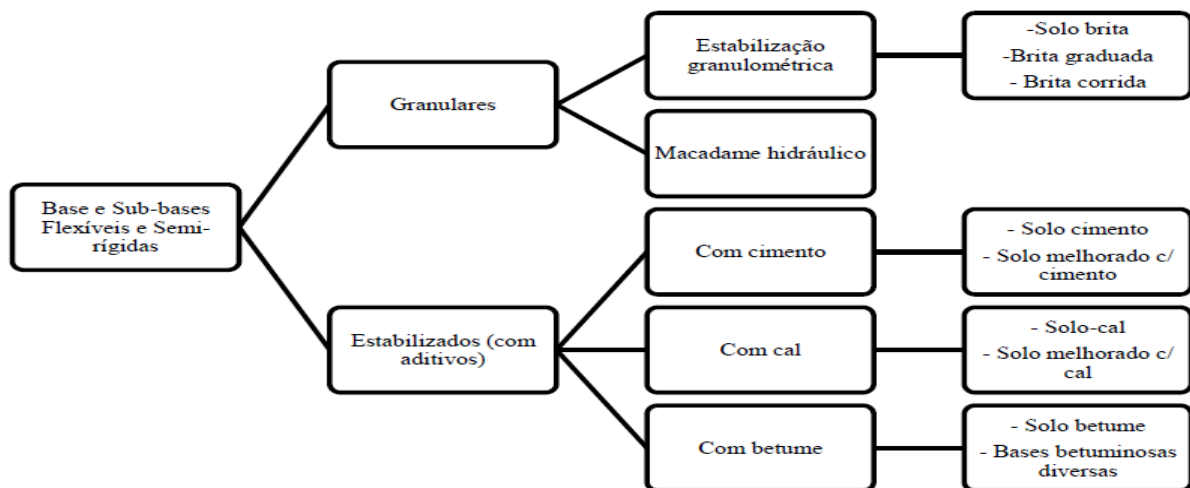 Base e Sub-bases
Flexíveis e Semi-
rígidas
Granulares
Estabilização
granulométrica
-Solo brita
-Brita graduada
- Brita corrida
Macadame hidráulico
Estabilizados (com
aditivos)
Com cimento
- Solo cimento
- Solo melhorado c/
cimento
Com cal
- Solo-cal
- Solo melhorado c/
cal
Com betume
- Solo betume
- Bases betuminosas
diversas